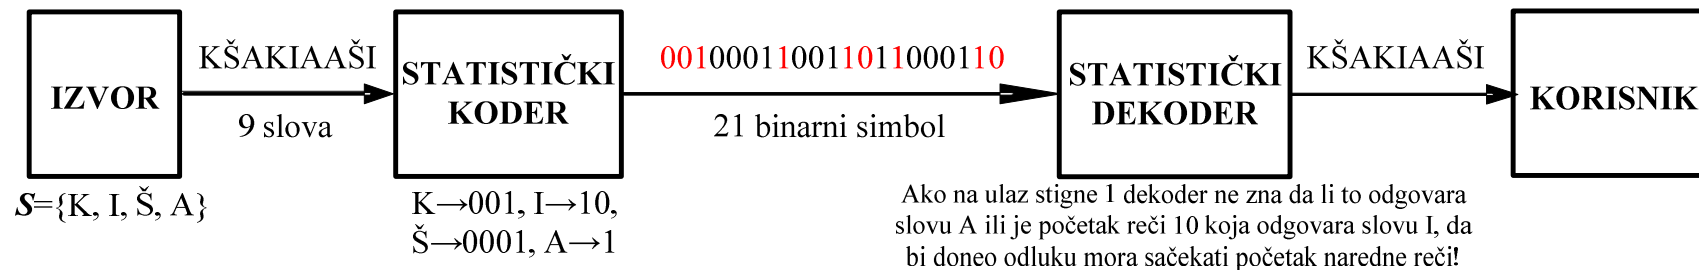 IZVOR
KŠAKIAAŠI
9 slova
S={K, I, Š, A}
STATISTIČKI
KODER
K→001, I→10,
Š→0001, A→1
001000110011011000110
21 binarni simbol
STATISTIČKI
DEKODER
Ako na ulaz stigne 1 dekoder ne zna da li to odgovara
slovu A ili je početak reči 10 koja odgovara slovu I, da
bi doneo odluku mora sačekati početak naredne reči!
KŠAKIAAŠI
KORISNIK